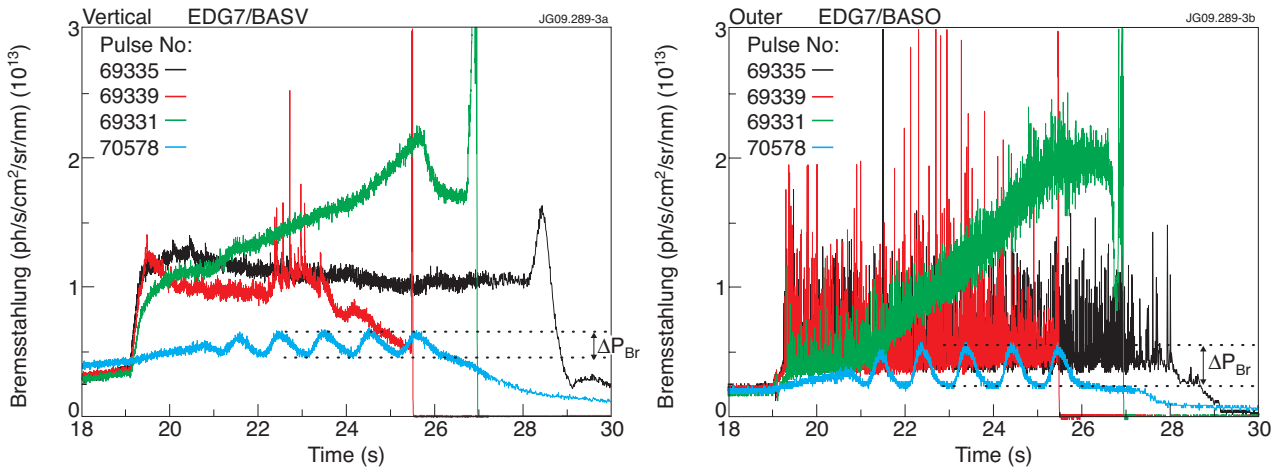 Vertical EDG7/BASV JG09.289-3a
Bremsstahlung (ph/s/cm²/sr/nm) (10¹³)
3
2
1
0
Pulse No:
69335
69339
69331
70578
ΔP_Br
18 20 22 24 26 28 30
Time (s)
Outer EDG7/BASO JG09.289-3b
Bremsstahlung (ph/s/cm²/sr/nm) (10¹³)
3
2
1
0
Pulse No:
69335
69339
69331
70578
ΔP_Br
18 20 22 24 26 28 30
Time (s)